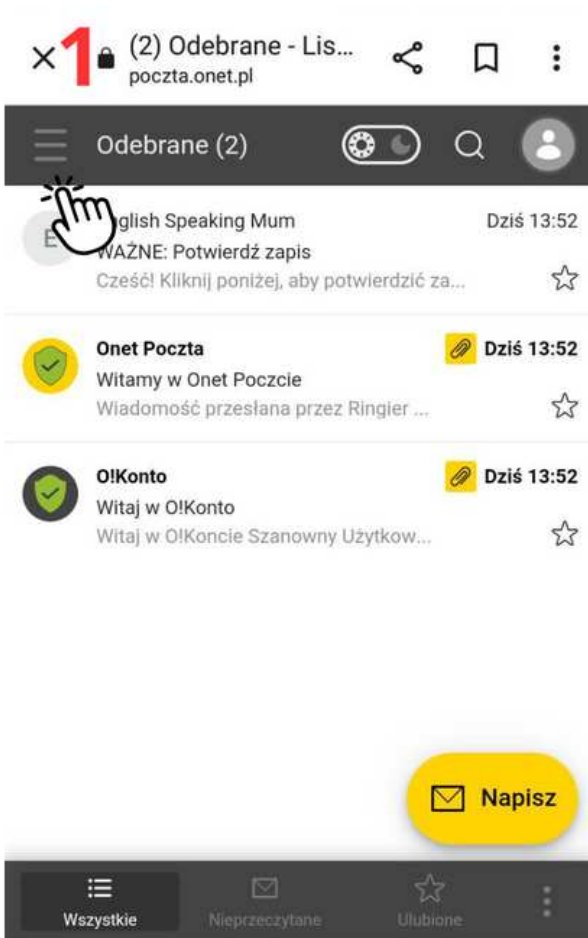 1
(2) Odebrane - Lis...
poczta.onet.pl
Odebrane (2)
E
nglish Speaking Mum
Dziś 13:52
WAŻNE: Potwierdź zapis
Cześć! Kliknij poniżej, aby potwierdzić za...
Onet Poczta
Dziś 13:52
Witamy w Onet Poczcie
Wiadomość przesłana przez Ringier ...
O!Konto
Dziś 13:52
Witaj w O!Konto
Witaj w O!Koncie Szanowny Użytkow...
Napisz
Wszystkie
Nieprzeczytane
Ulubione